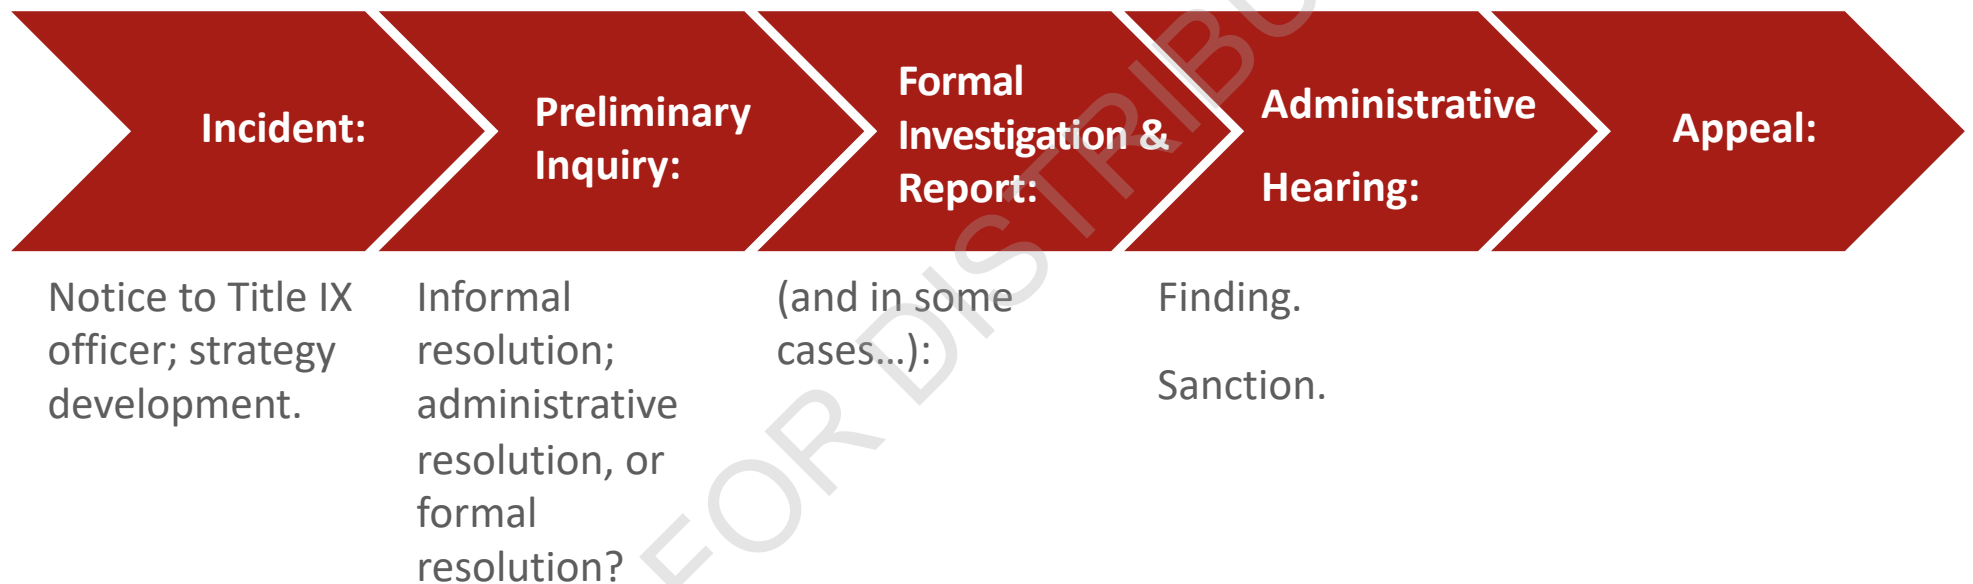 Incident:
Preliminary
Inquiry:
Formal
Investigation &
Report:
Administrative
Hearing:
Appeal:
Notice to Title IX
officer; strategy
development.
Informal
resolution;
administrative
resolution, or
formal
resolution?
(and in some
cases...):
Finding.
Sanction.
FOR DISTRIBU